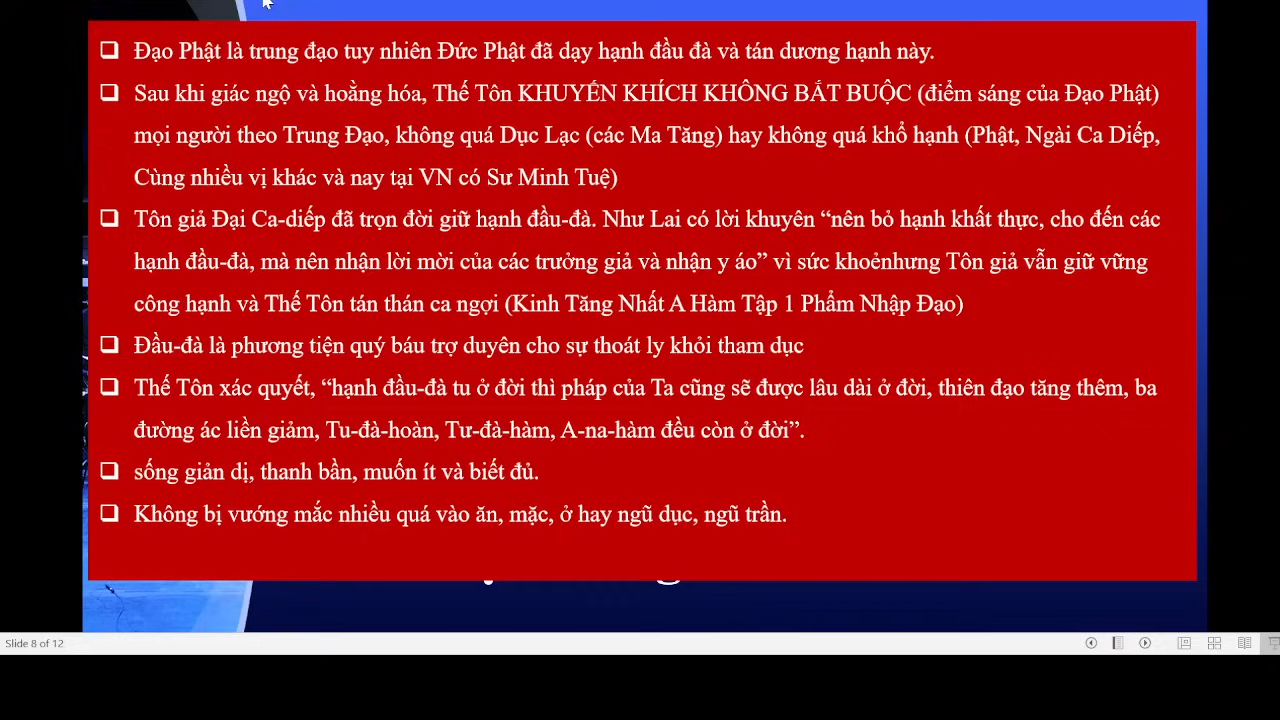 Đạo Phật là trung đạo tuy nhiên Đức Phật đã dạy hạnh đầu đà và tán dương hạnh này.
Sau khi giác ngộ và hoằng hóa, Thế Tôn KHUYẾN KHÍCH KHÔNG BẮT BUỘC (điểm sáng của Đạo Phật)
mọi người theo Trung Đạo, không quá Dục Lạc (các Ma Tăng) hay không quá khổ hạnh (Phật, Ngài Ca Diếp,
Cùng nhiều vị khác và nay tại VN có Sư Minh Tuệ)
Tôn giả Đại Ca-diếp đã trọn đời giữ hạnh đầu-đà. Như Lai có lời khuyên “nên bỏ hạnh khất thực, cho đến các
hạnh đầu-đà, mà nên nhận lời mời của các trưởng giả và nhận y áo” vì sức khoẻnhưng Tôn giả vẫn giữ vững
công hạnh và Thế Tôn tán thán ca ngợi (Kinh Tăng Nhất A Hàm Tập 1 Phẩm Nhập Đạo)
Đầu-đà là phương tiện quý báu trợ duyên cho sự thoát ly khỏi tham dục
Thế Tôn xác quyết, “hạnh đầu-đà tu ở đời thì pháp của Ta cũng sẽ được lâu dài ở đời, thiên đạo tăng thêm, ba
đường ác liền giảm, Tu-đà-hoàn, Tư-đà-hàm, A-na-hàm đều còn ở đời”.
sống giản dị, thanh bần, muốn ít và biết đủ.
Không bị vướng mắc nhiều quá vào ăn, mặc, ở hay ngũ dục, ngũ trần.
Slide 8 of 12